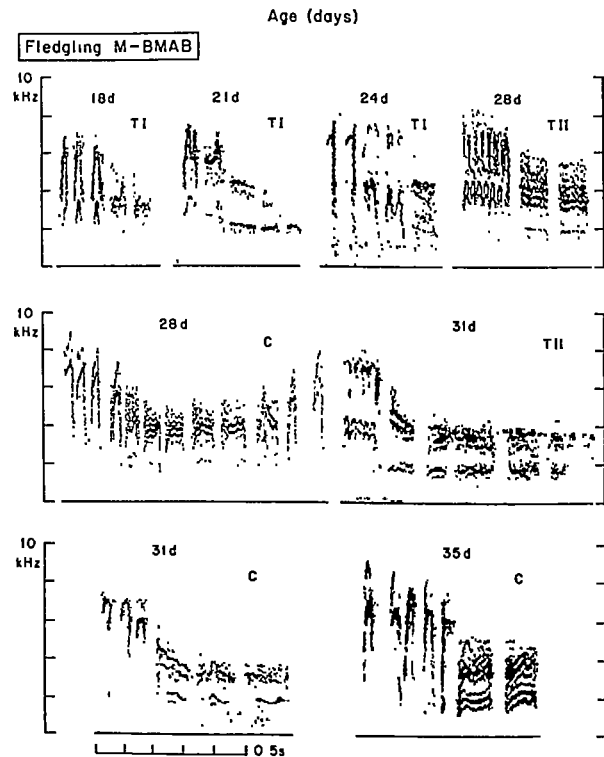 Age (days)
Fledgling M-BMAB
10
kHz
18d
TI
21d
TI
24d
TI
28d
TII
10
kHz
28d
C
31d
TII
10
kHz
31d
C
35d
C
0.5s